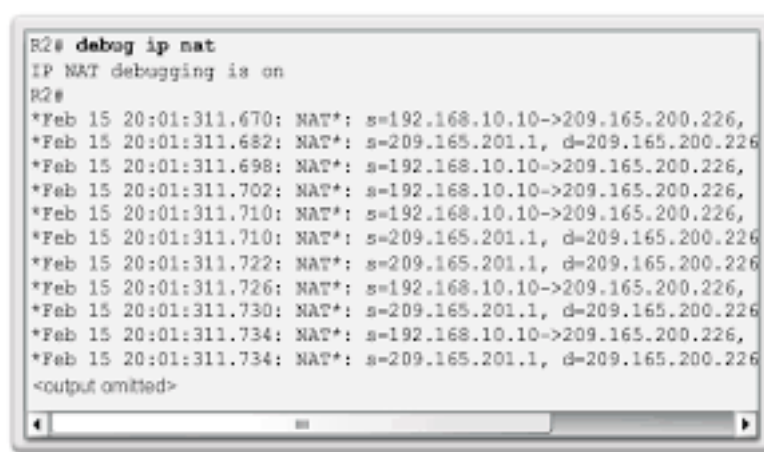 R2# debug ip nat
IP NAT debugging is on
R2#
*Feb 15 20:01:311.670: NAT*: s=192.168.10.10->209.165.200.226,
*Feb 15 20:01:311.682: NAT*: s=209.165.201.1, d=209.165.200.226
*Feb 15 20:01:311.698: NAT*: s=192.168.10.10->209.165.200.226,
*Feb 15 20:01:311.702: NAT*: s=192.168.10.10->209.165.200.226,
*Feb 15 20:01:311.710: NAT*: s=192.168.10.10->209.165.200.226,
*Feb 15 20:01:311.710: NAT*: s=209.165.201.1, d=209.165.200.226
*Feb 15 20:01:311.722: NAT*: s=209.165.201.1, d=209.165.200.226
*Feb 15 20:01:311.726: NAT*: s=192.168.10.10->209.165.200.226,
*Feb 15 20:01:311.730: NAT*: s=209.165.201.1, d=209.165.200.226
*Feb 15 20:01:311.734: NAT*: s=192.168.10.10->209.165.200.226,
*Feb 15 20:01:311.734: NAT*: s=209.165.201.1, d=209.165.200.226
<output omitted>